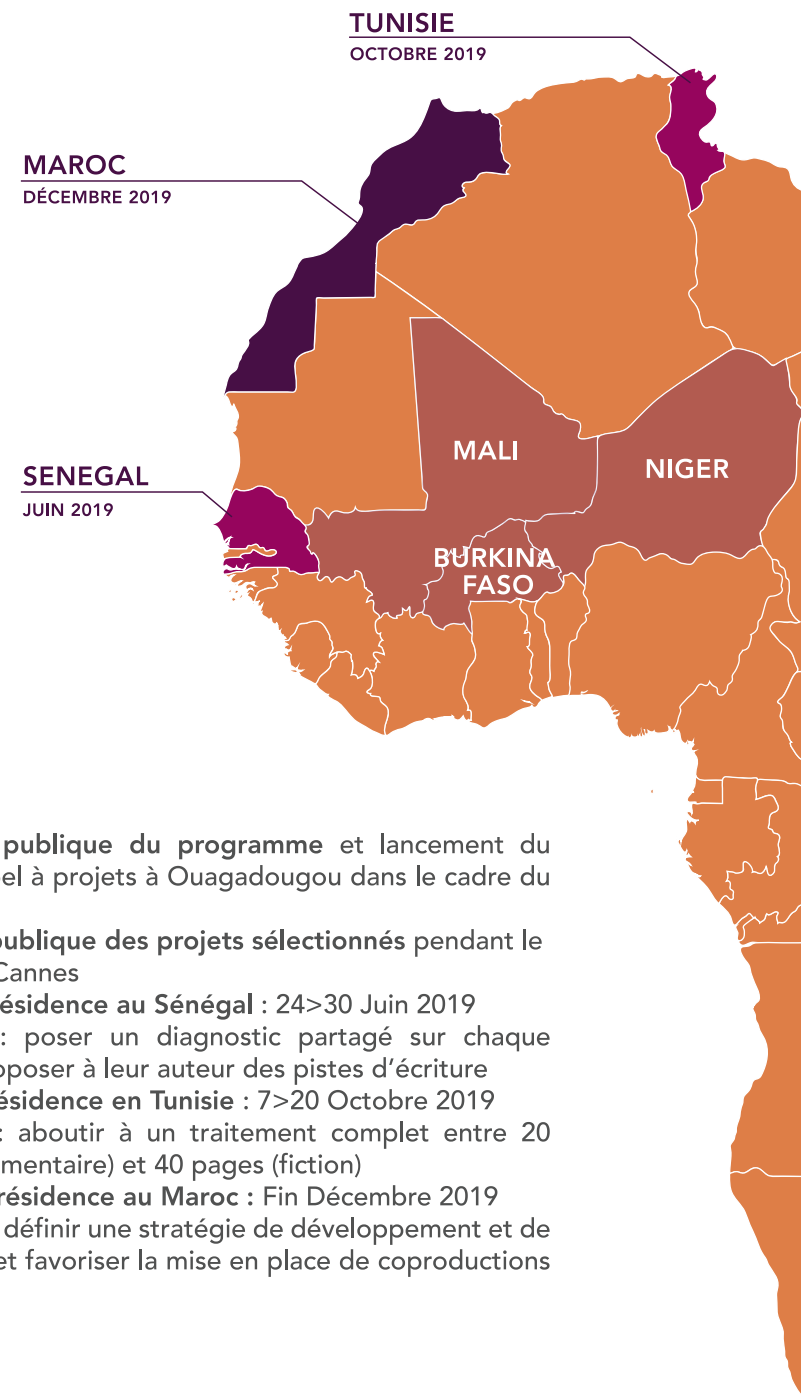 TUNISIE
OCTOBRE 2019
MAROC
DÉCEMBRE 2019
SENEGAL
JUIN 2019
MALI
NIGER
BURKINA
FASO
publique du programme et lancement du
el à projets à Ouagadougou dans le cadre du
publique des projets sélectionnés pendant le
Cannes
résidence au Sénégal : 24>30 Juin 2019
: poser un diagnostic partagé sur chaque
oposer à leur auteur des pistes d’écriture
résidence en Tunisie : 7>20 Octobre 2019
: aboutir à un traitement complet entre 20
mentaire) et 40 pages (fiction)
résidence au Maroc : Fin Décembre 2019
définir une stratégie de développement et de
et favoriser la mise en place de coproductions